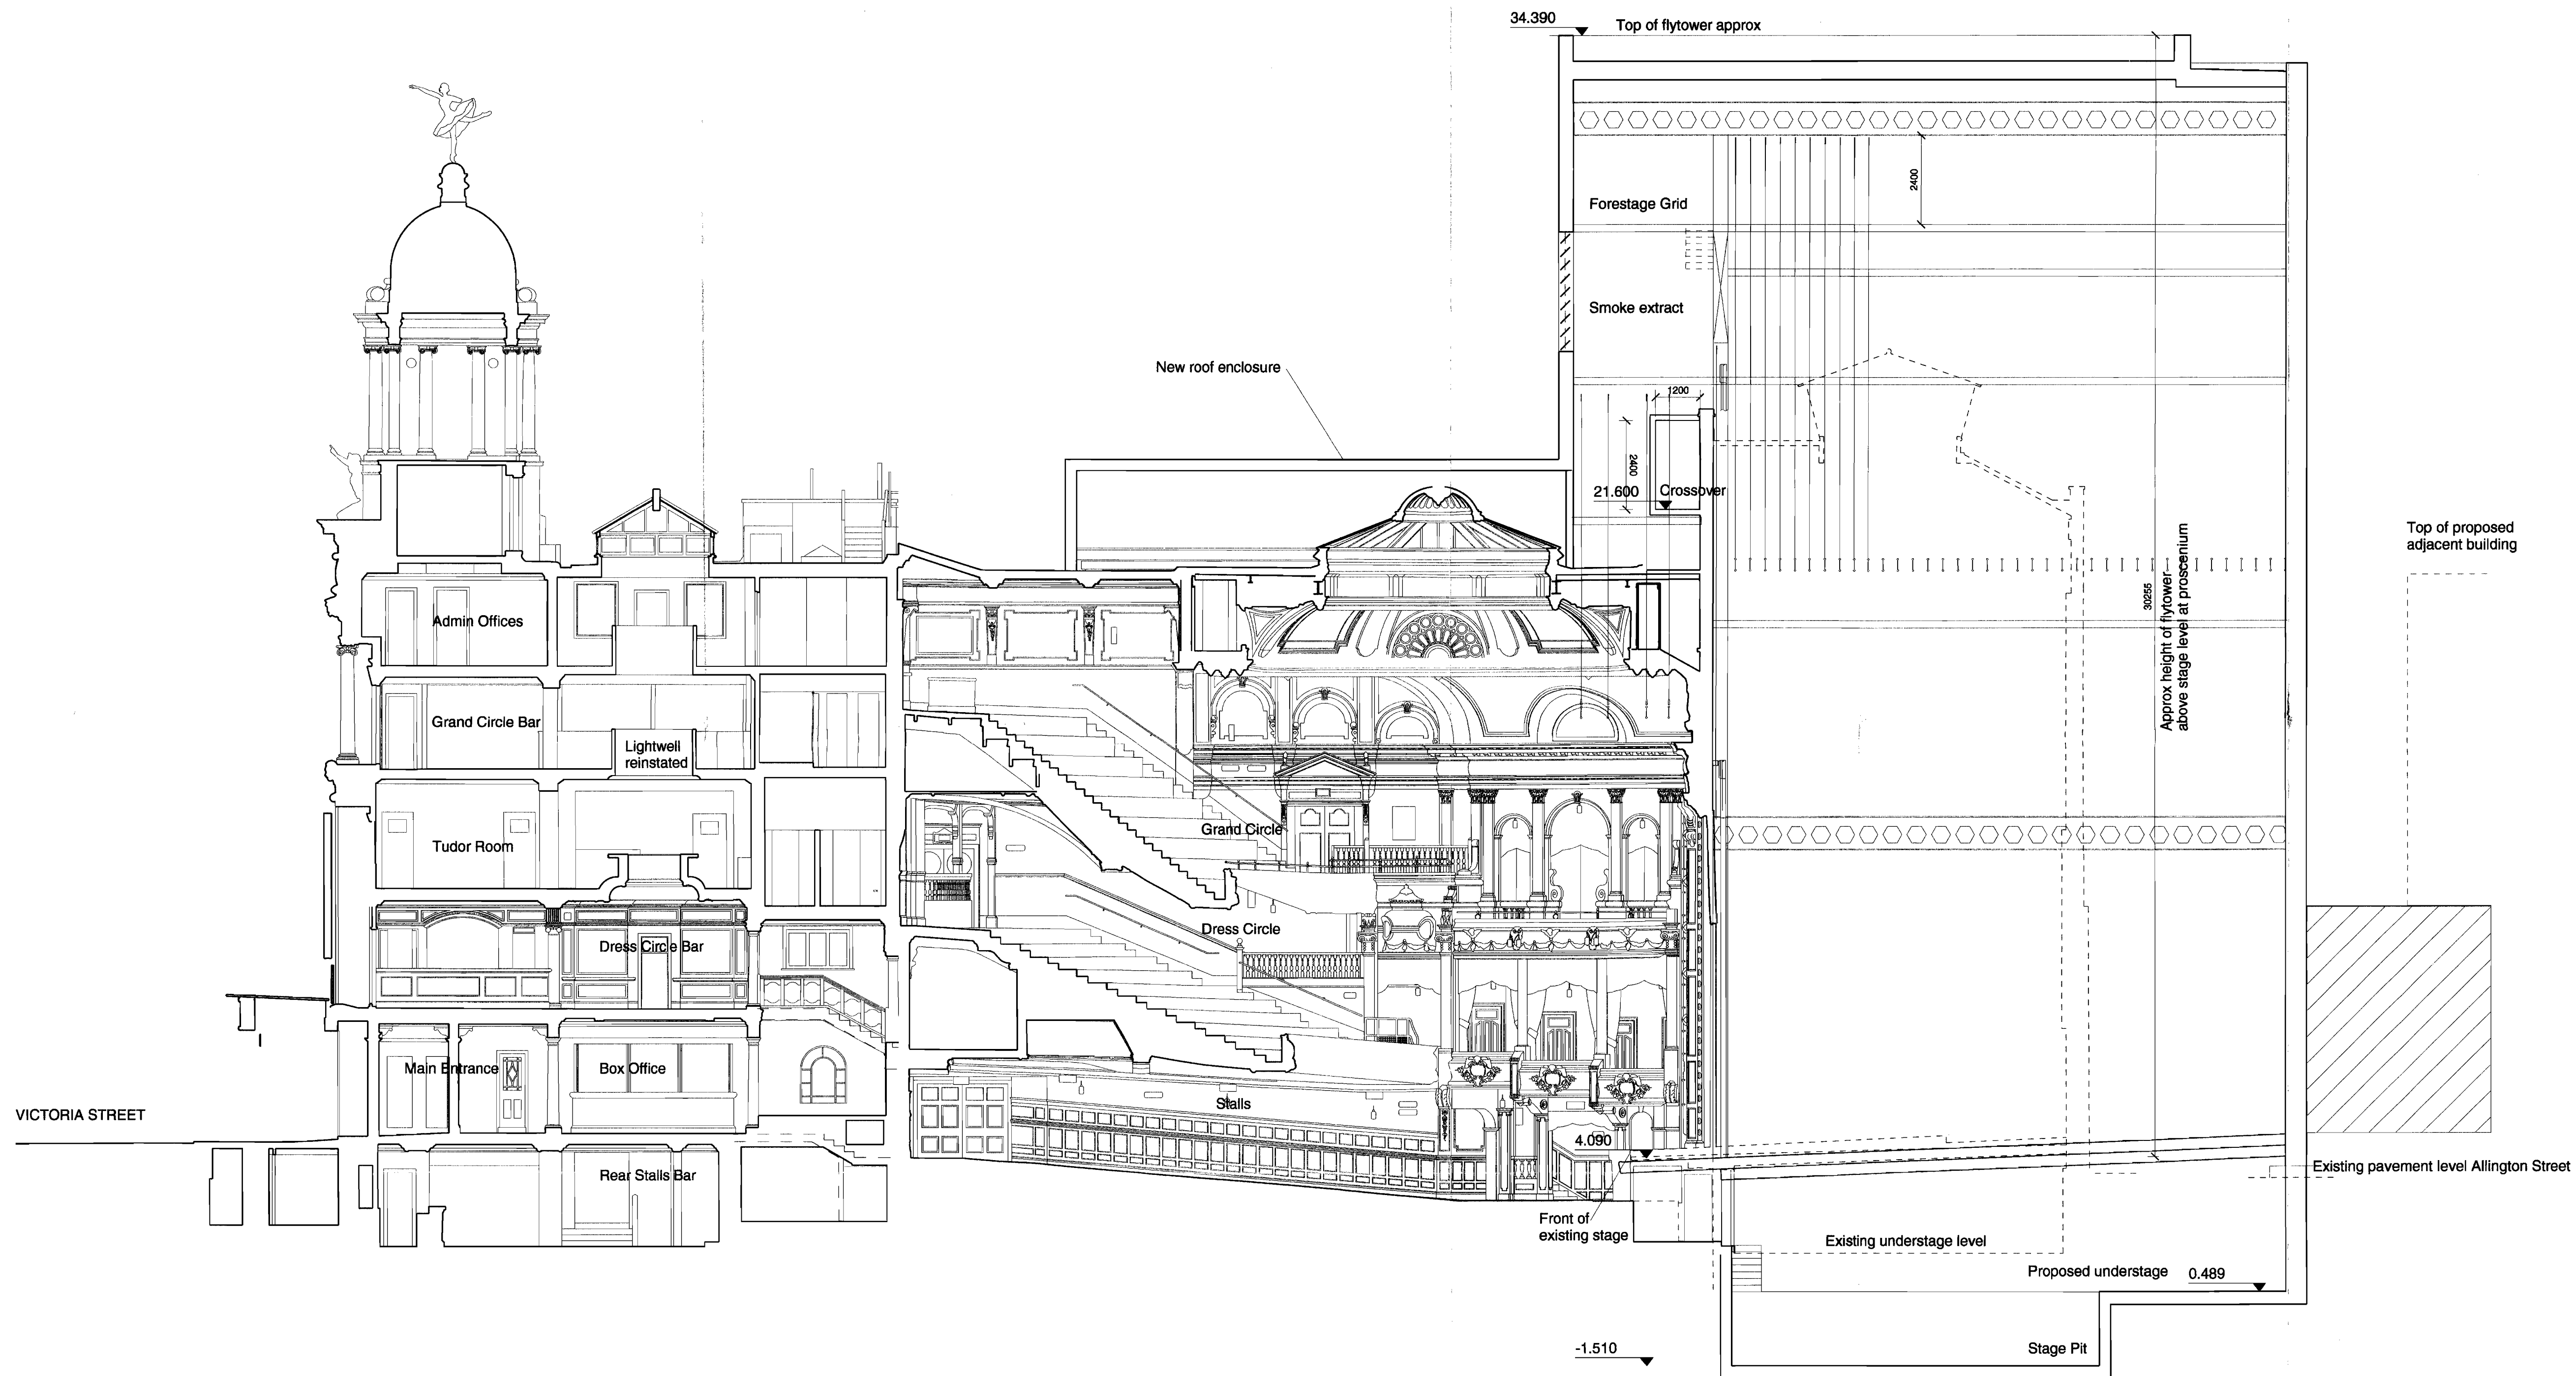 34.390
Top of flytower approx
2400
Forestage Grid
Smoke extract
New roof enclosure
1200
2400
21.600
Crossover
Top of proposed
adjacent building
30255
Approx height of flytower
above stage level at proscenium
Admin Offices
Grand Circle Bar
Lightwell
reinstated
Tudor Room
Grand Circle
Dress Circle Bar
Dress Circle
Main Entrance
Box Office
Stalls
VICTORIA STREET
4.090
Rear Stalls Bar
Existing pavement level Allington Street
Front of
existing stage
Existing understage level
Proposed understage
0.489
-1.510
Stage Pit